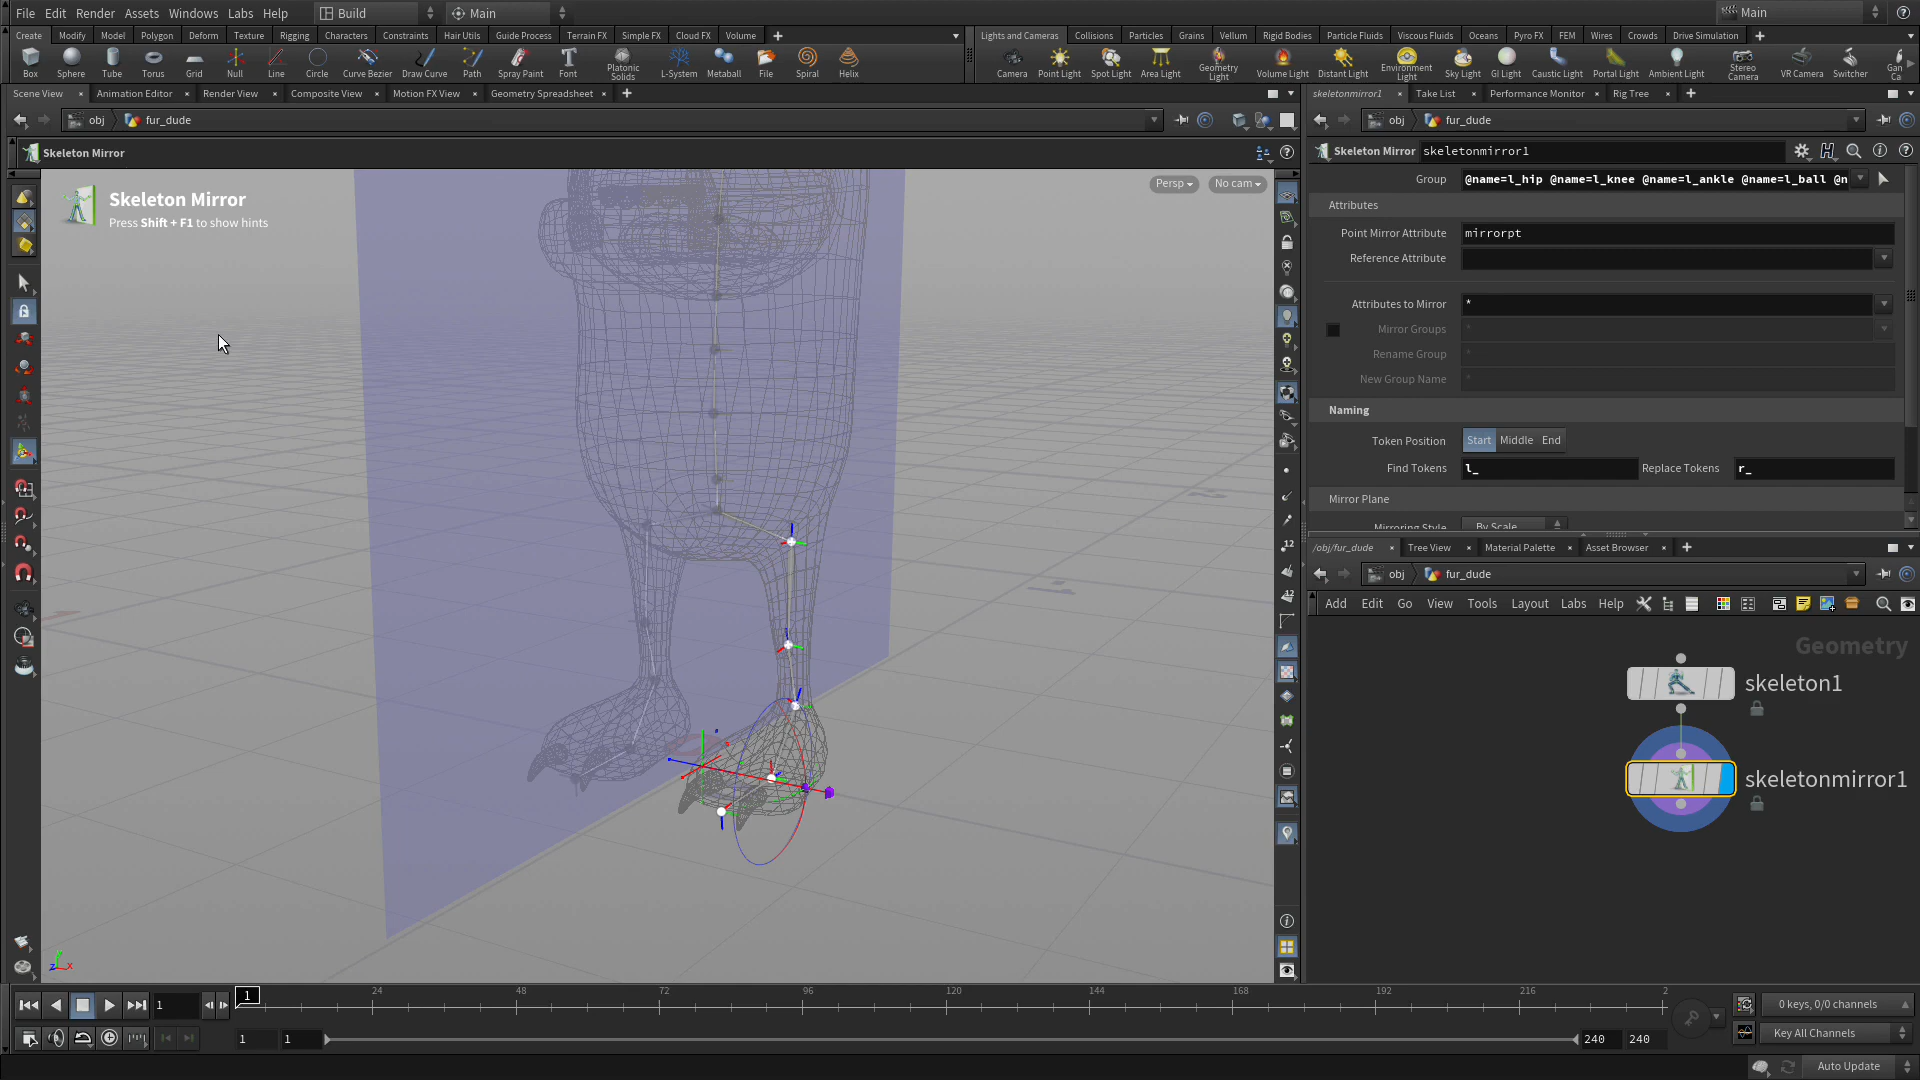 File Edit Render Assets Windows Labs Help Build Main Main
Create Modify Model Polygon Deform Texture Rigging Characters Constraints Hair Utils Guide Process Terrain FX Simple FX Cloud FX Volume
Lights and Cameras Collisions Particles Grains Vellum Rigid Bodies Particle Fluids Viscous Fluids Oceans Pyro FX FEM Wires Crowds Drive Simulation
Box Sphere Tube Torus Grid Null Line Circle Curve Bezier Draw Curve Path Spray Paint Font Platonic Solids L-System Metaball File Spiral Helix
Camera Point Light Spot Light Area Light Geometry Light Volume Light Distant Light Environment Light Sky Light GI Light Caustic Light Portal Light Ambient Light Stereo Camera VR Camera Switcher Gan Ca
Scene View Animation Editor Render View Composite View Motion FX View Geometry Spreadsheet
skeletonmirror1 Take List Performance Monitor Rig Tree
obj fur_dude
obj fur_dude
Skeleton Mirror
Skeleton Mirror skeletonmirror1
Skeleton Mirror
Press Shift + F1 to show hints
Persp No cam
Group @name=l_hip @name=l_knee @name=l_ankle @name=l_ball @n
Attributes
Point Mirror Attribute mirrorpt
Reference Attribute
Attributes to Mirror *
Mirror Groups *
Rename Group *
New Group Name *
Naming
Token Position Start Middle End
Find Tokens l_ Replace Tokens r_
Mirror Plane
Mirroring Style By Scale
/obj/fur_dude Tree View Material Palette Asset Browser
obj fur_dude
Add Edit Go View Tools Layout Labs Help
Geometry
skeleton1
skeletonmirror1
12
12
z x
1 1 24 48 72 96 120 144 168 192 216 2
0 keys, 0/0 channels
1 1 240 240
Key All Channels
Auto Update